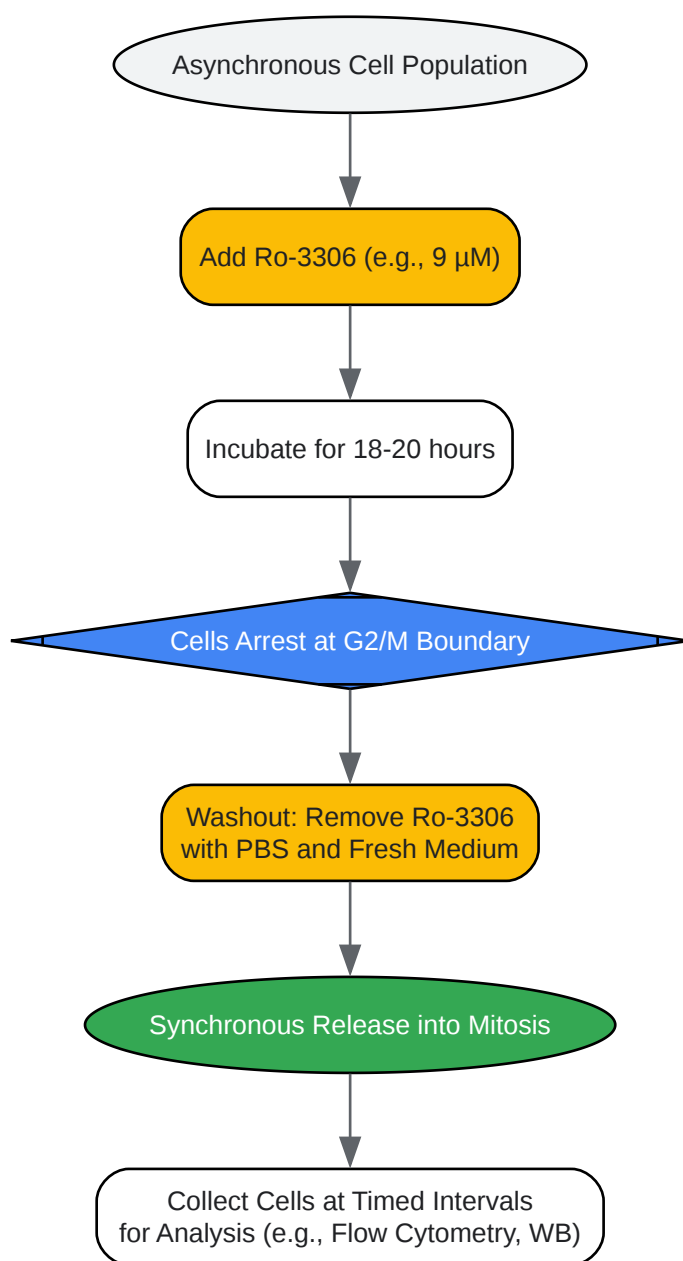 Asynchronous Cell Population
Add Ro-3306 (e.g., 9 µM)
Incubate for 18-20 hours
Cells Arrest at G2/M Boundary
Washout: Remove Ro-3306
with PBS and Fresh Medium
Synchronous Release into Mitosis
Collect Cells at Timed Intervals
for Analysis (e.g., Flow Cytometry, WB)